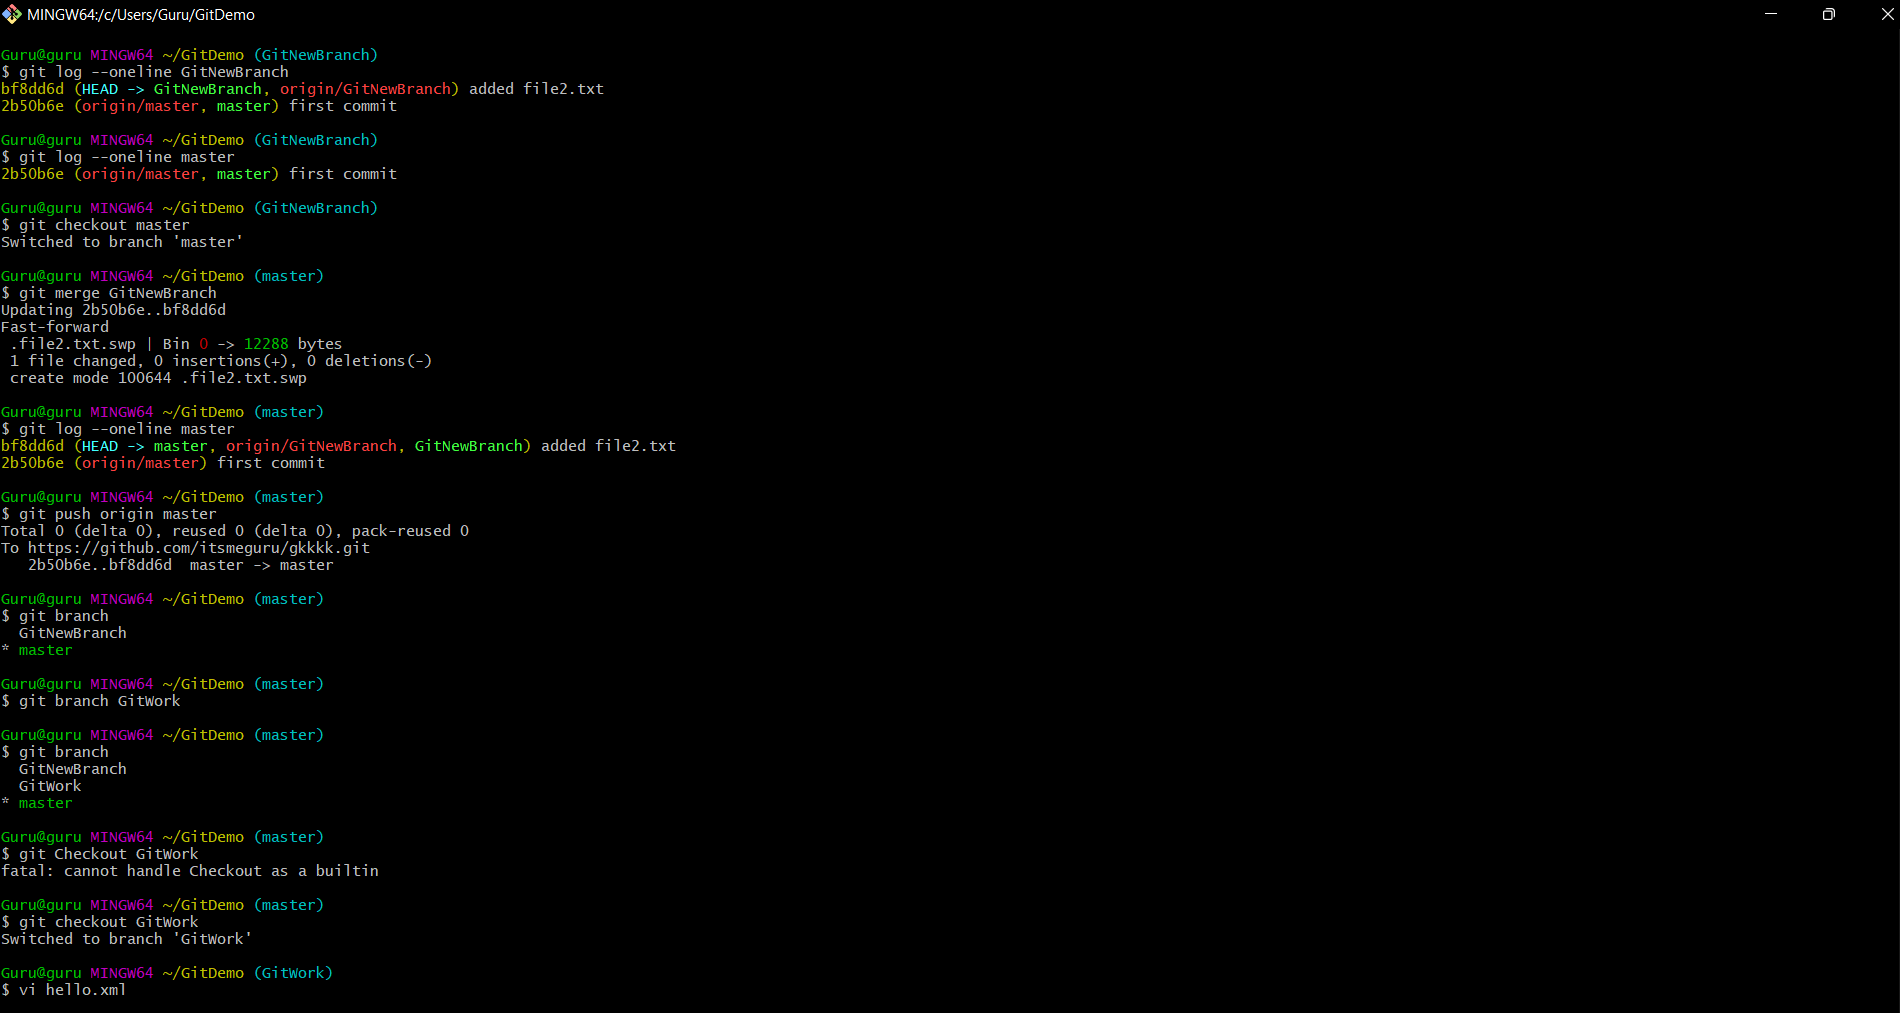 MINGW64:/c/Users/Guru/GitDemo
Guru@guru MINGW64 ~/GitDemo (GitNewBranch)
$ git log --oneline GitNewBranch
bf8dd6d (HEAD -> GitNewBranch, origin/GitNewBranch) added file2.txt
2b50b6e (origin/master, master) first commit
Guru@guru MINGW64 ~/GitDemo (GitNewBranch)
$ git log --oneline master
2b50b6e (origin/master, master) first commit
Guru@guru MINGW64 ~/GitDemo (GitNewBranch)
$ git checkout master
Switched to branch 'master'
Guru@guru MINGW64 ~/GitDemo (master)
$ git merge GitNewBranch
Updating 2b50b6e..bf8dd6d
Fast-forward
 .file2.txt.swp | Bin 0 -> 12288 bytes
 1 file changed, 0 insertions(+), 0 deletions(-)
 create mode 100644 .file2.txt.swp
Guru@guru MINGW64 ~/GitDemo (master)
$ git log --oneline master
bf8dd6d (HEAD -> master, origin/GitNewBranch, GitNewBranch) added file2.txt
2b50b6e (origin/master) first commit
Guru@guru MINGW64 ~/GitDemo (master)
$ git push origin master
Total 0 (delta 0), reused 0 (delta 0), pack-reused 0
To https://github.com/itsmeguru/gkkkk.git
   2b50b6e..bf8dd6d  master -> master
Guru@guru MINGW64 ~/GitDemo (master)
$ git branch
  GitNewBranch
* master
Guru@guru MINGW64 ~/GitDemo (master)
$ git branch GitWork
Guru@guru MINGW64 ~/GitDemo (master)
$ git branch
  GitNewBranch
  GitWork
* master
Guru@guru MINGW64 ~/GitDemo (master)
$ git Checkout GitWork
fatal: cannot handle Checkout as a builtin
Guru@guru MINGW64 ~/GitDemo (master)
$ git checkout GitWork
Switched to branch 'GitWork'
Guru@guru MINGW64 ~/GitDemo (GitWork)
$ vi hello.xml